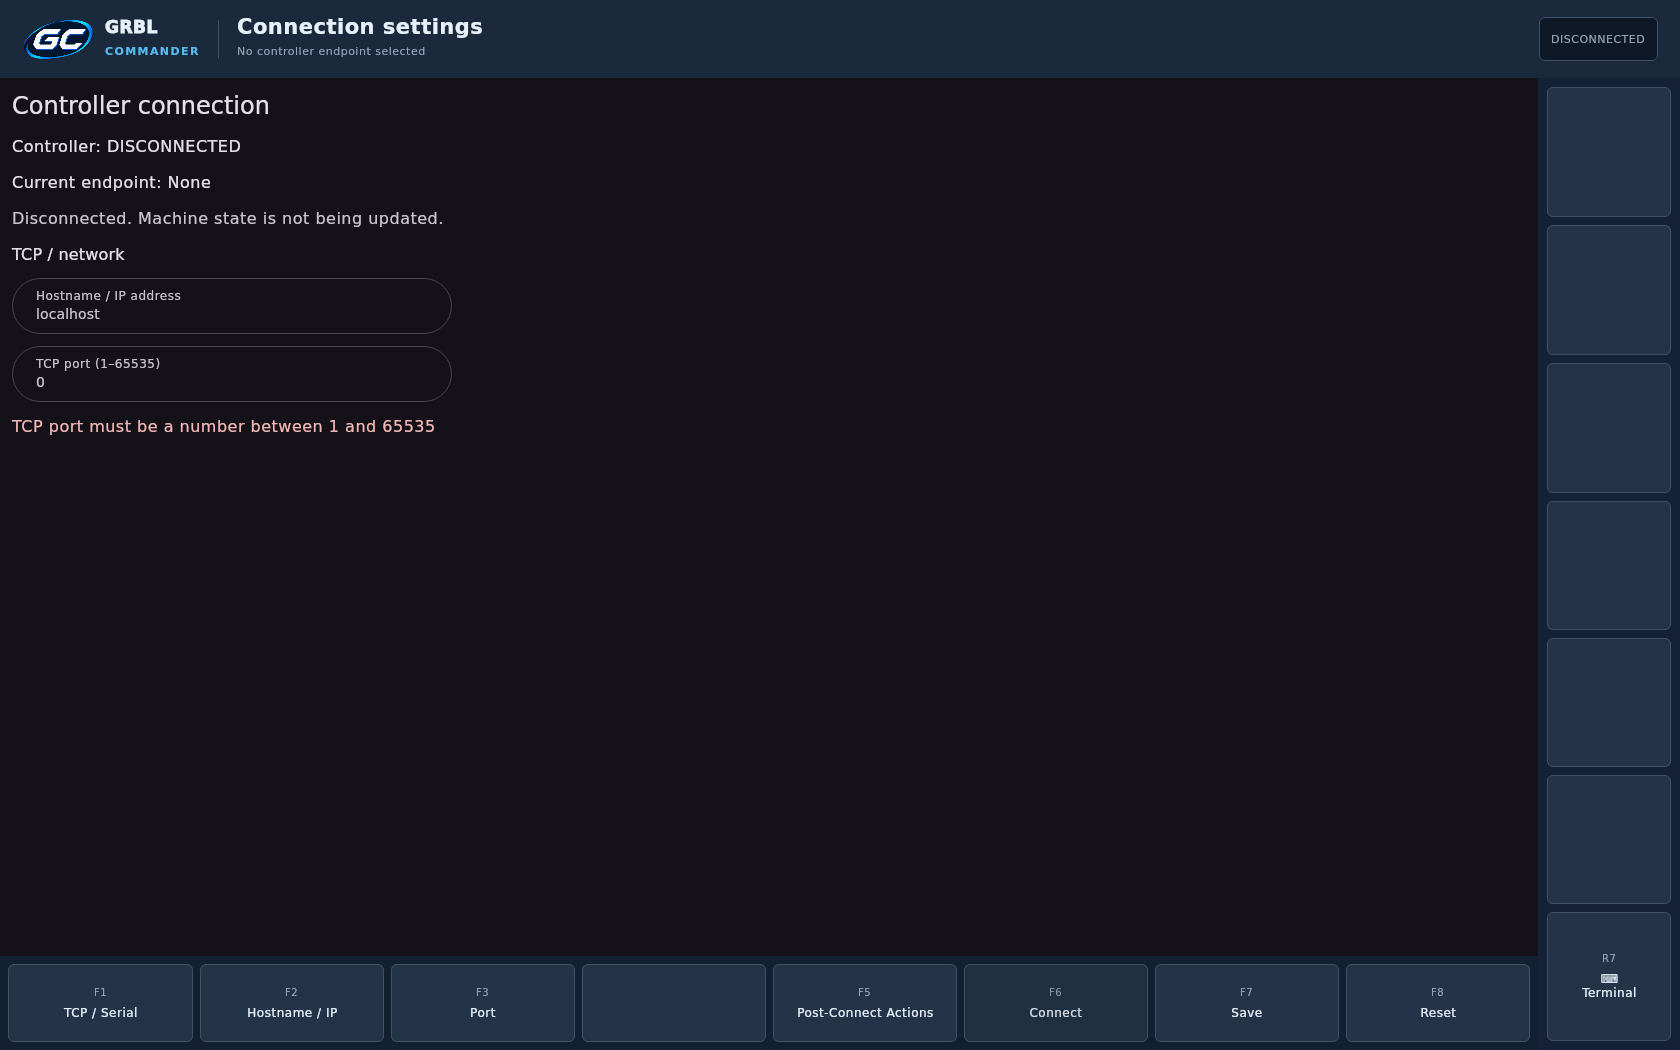 GC
GRBL
COMMANDER
Connection settings
No controller endpoint selected
DISCONNECTED
Controller connection
Controller: DISCONNECTED
Current endpoint: None
Disconnected. Machine state is not being updated.
TCP / network
Hostname / IP address
localhost
TCP port (1–65535)
0
TCP port must be a number between 1 and 65535
R7
Terminal
F1
TCP / Serial
F2
Hostname / IP
F3
Port
F5
Post-Connect Actions
F6
Connect
F7
Save
F8
Reset